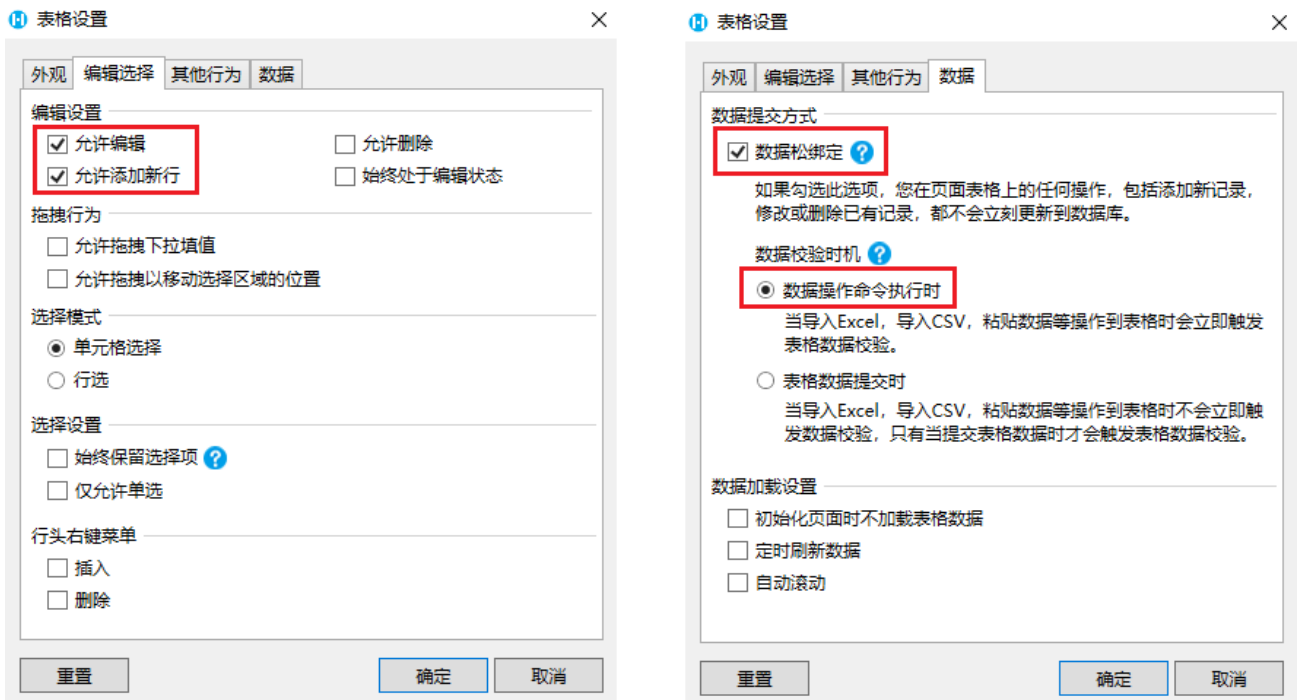 表格设置
外观 编辑选择 其他行为 数据
编辑设置
允许编辑 允许删除
允许添加新行 始终处于编辑状态
拖拽行为
允许拖拽下拉填值
允许拖拽以移动选择区域的位置
选择模式
单元格选择
行选
选择设置
始终保留选择项 ?
仅允许单选
行头右键菜单
插入
删除
重置 确定 取消
表格设置
外观 编辑选择 其他行为 数据
数据提交方式
数据松绑定 ?
如果勾选此选项，您在页面表格上的任何操作，包括添加新记录，
修改或删除已有记录，都不会立刻更新到数据库。
数据校验时机 ?
数据操作命令执行时
当导入Excel，导入CSV，粘贴数据等操作到表格时会立即触发
表格数据校验。
表格数据提交时
当导入Excel，导入CSV，粘贴数据等操作到表格时不会立即触
发数据校验，只有当提交表格数据时才会触发表格数据校验。
数据加载设置
初始化页面时不加载表格数据
定时刷新数据
自动滚动
重置 确定 取消